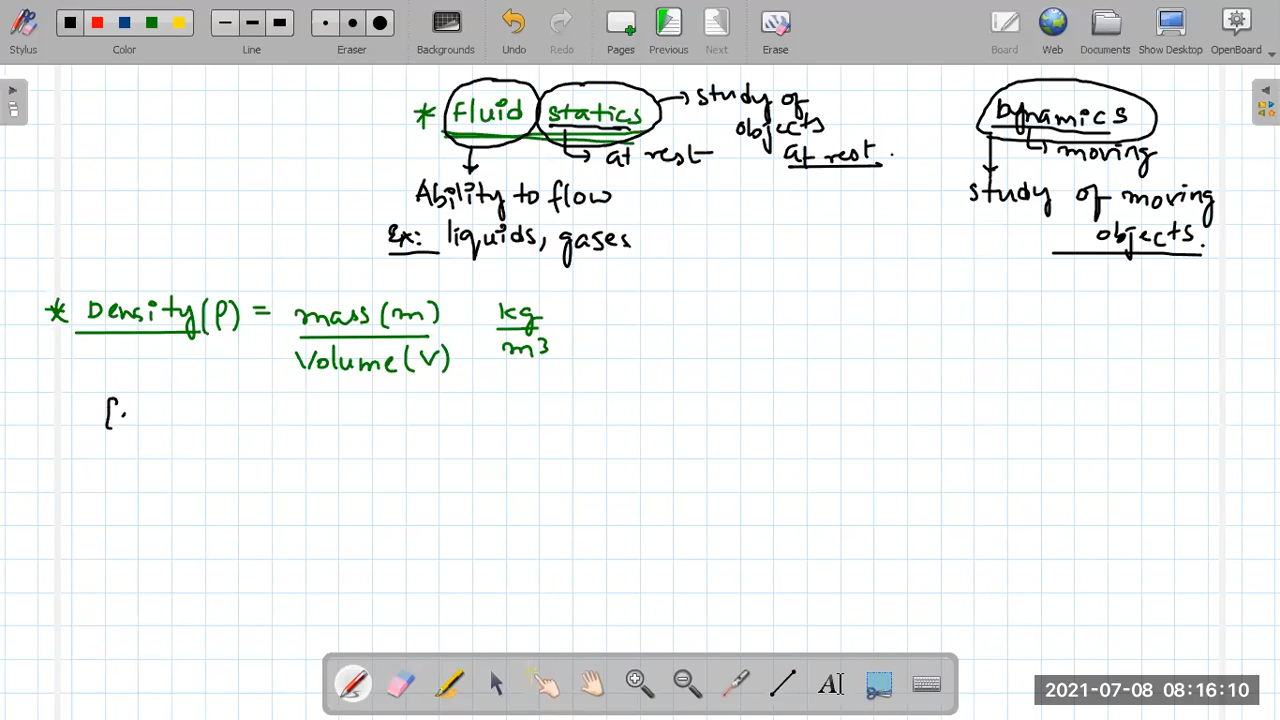 Stylus
Color
Line
Eraser
Backgrounds
Undo
Redo
Pages
Previous
Next
Erase
Board
Web
Documents
Show Desktop
OpenBoard
* fluid statics → study of objects at rest.
↳ at rest
Ability to flow
Ex: liquids, gases
Dynamics
↳ moving
study of moving
objects.
* Density (ρ) = mass (m) kg
Volume (V) m3
[.
2021-07-08 08:16:10